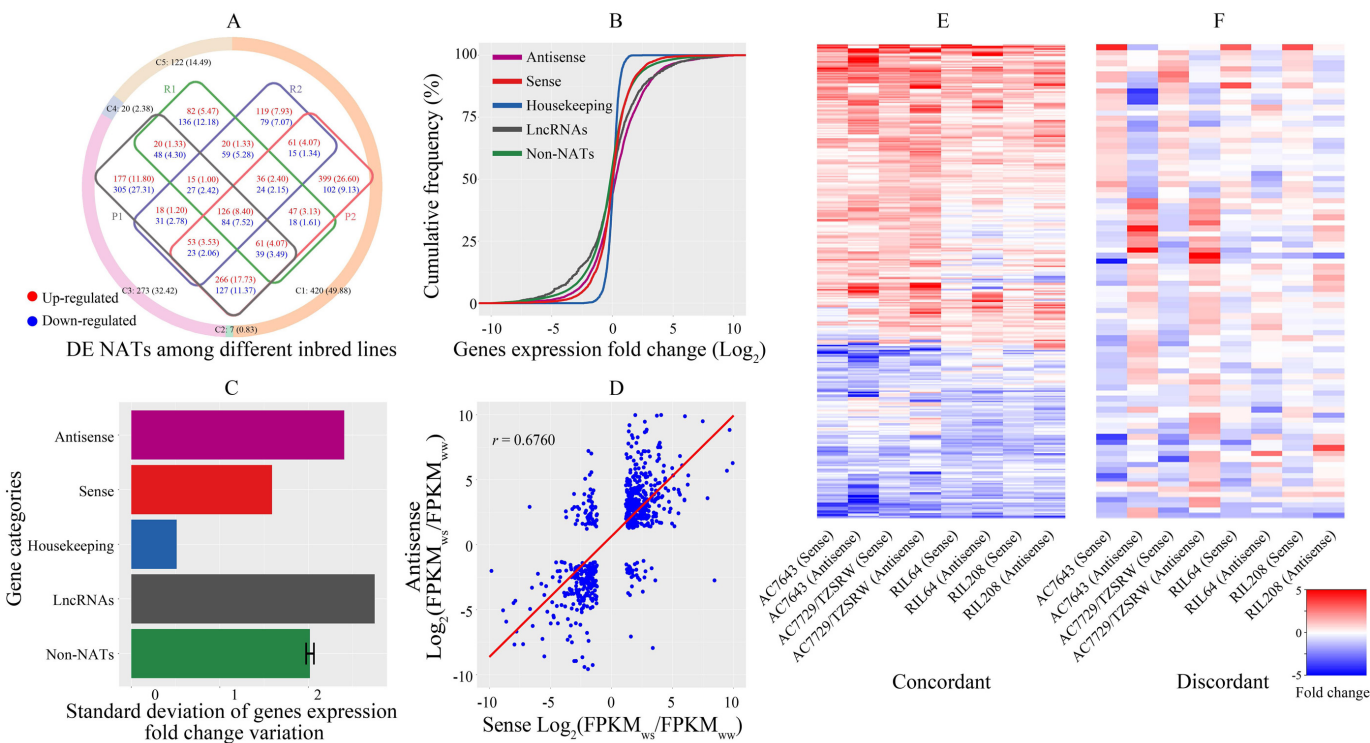 A
C5: 122 (14.49)
C4: 20 (2.38)
R1
R2
82 (5.47)
136 (12.18)
119 (7.93)
79 (7.07)
20 (1.33)
48 (4.30)
20 (1.33)
59 (5.28)
61 (4.07)
15 (1.34)
177 (11.80)
305 (27.31)
15 (1.00)
27 (2.42)
36 (2.40)
24 (2.15)
399 (26.60)
102 (9.13)
P1
18 (1.20)
31 (2.78)
126 (8.40)
84 (7.52)
47 (3.13)
18 (1.61)
P2
53 (3.53)
23 (2.06)
61 (4.07)
39 (3.49)
266 (17.73)
127 (11.37)
C3: 273 (32.42)
C1: 420 (49.88)
C2: 7 (0.83)
Up-regulated
Down-regulated
DE NATs among different inbred lines
B
Cumulative frequency (%)
100
75
50
25
0
Antisense
Sense
Housekeeping
LncRNAs
Non-NATs
-10
-5
0
5
10
Genes expression fold change (Log2)
C
Gene categories
Antisense
Sense
Housekeeping
LncRNAs
Non-NATs
0
1
2
Standard deviation of genes expression
fold change variation
D
Antisense
Log2(FPKMws/FPKMww)
10
5
0
-5
-10
r = 0.6760
-10
-5
0
5
10
Sense Log2(FPKMws/FPKMww)
E
AC7643 (Sense)
AC7643 (Antisense)
AC7729/TZSRW (Sense)
AC7729/TZSRW (Antisense)
RIL64 (Sense)
RIL64 (Antisense)
RIL208 (Sense)
RIL208 (Antisense)
Concordant
F
AC7643 (Sense)
AC7643 (Antisense)
AC7729/TZSRW (Sense)
AC7729/TZSRW (Antisense)
RIL64 (Sense)
RIL64 (Antisense)
RIL208 (Sense)
RIL208 (Antisense)
Discordant
5
0
-5
Fold change